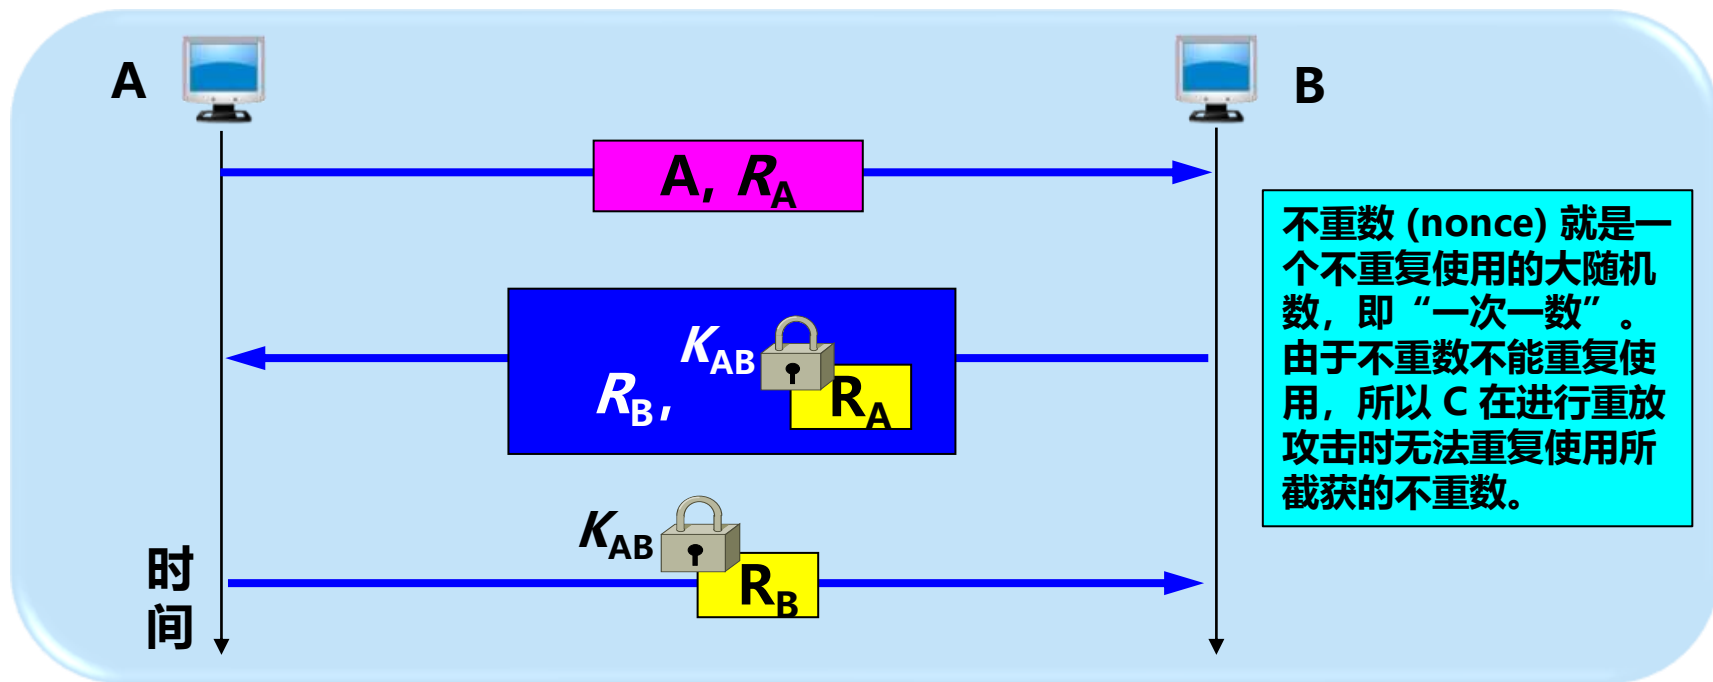 A
B
A, RA
不重数 (nonce) 就是一
个不重复使用的大随机
数，即“一次一数”。
由于不重数不能重复使
用，所以 C 在进行重放
攻击时无法重复使用所
截获的不重数。
KAB
RB,
RA
KAB
RB
时
间